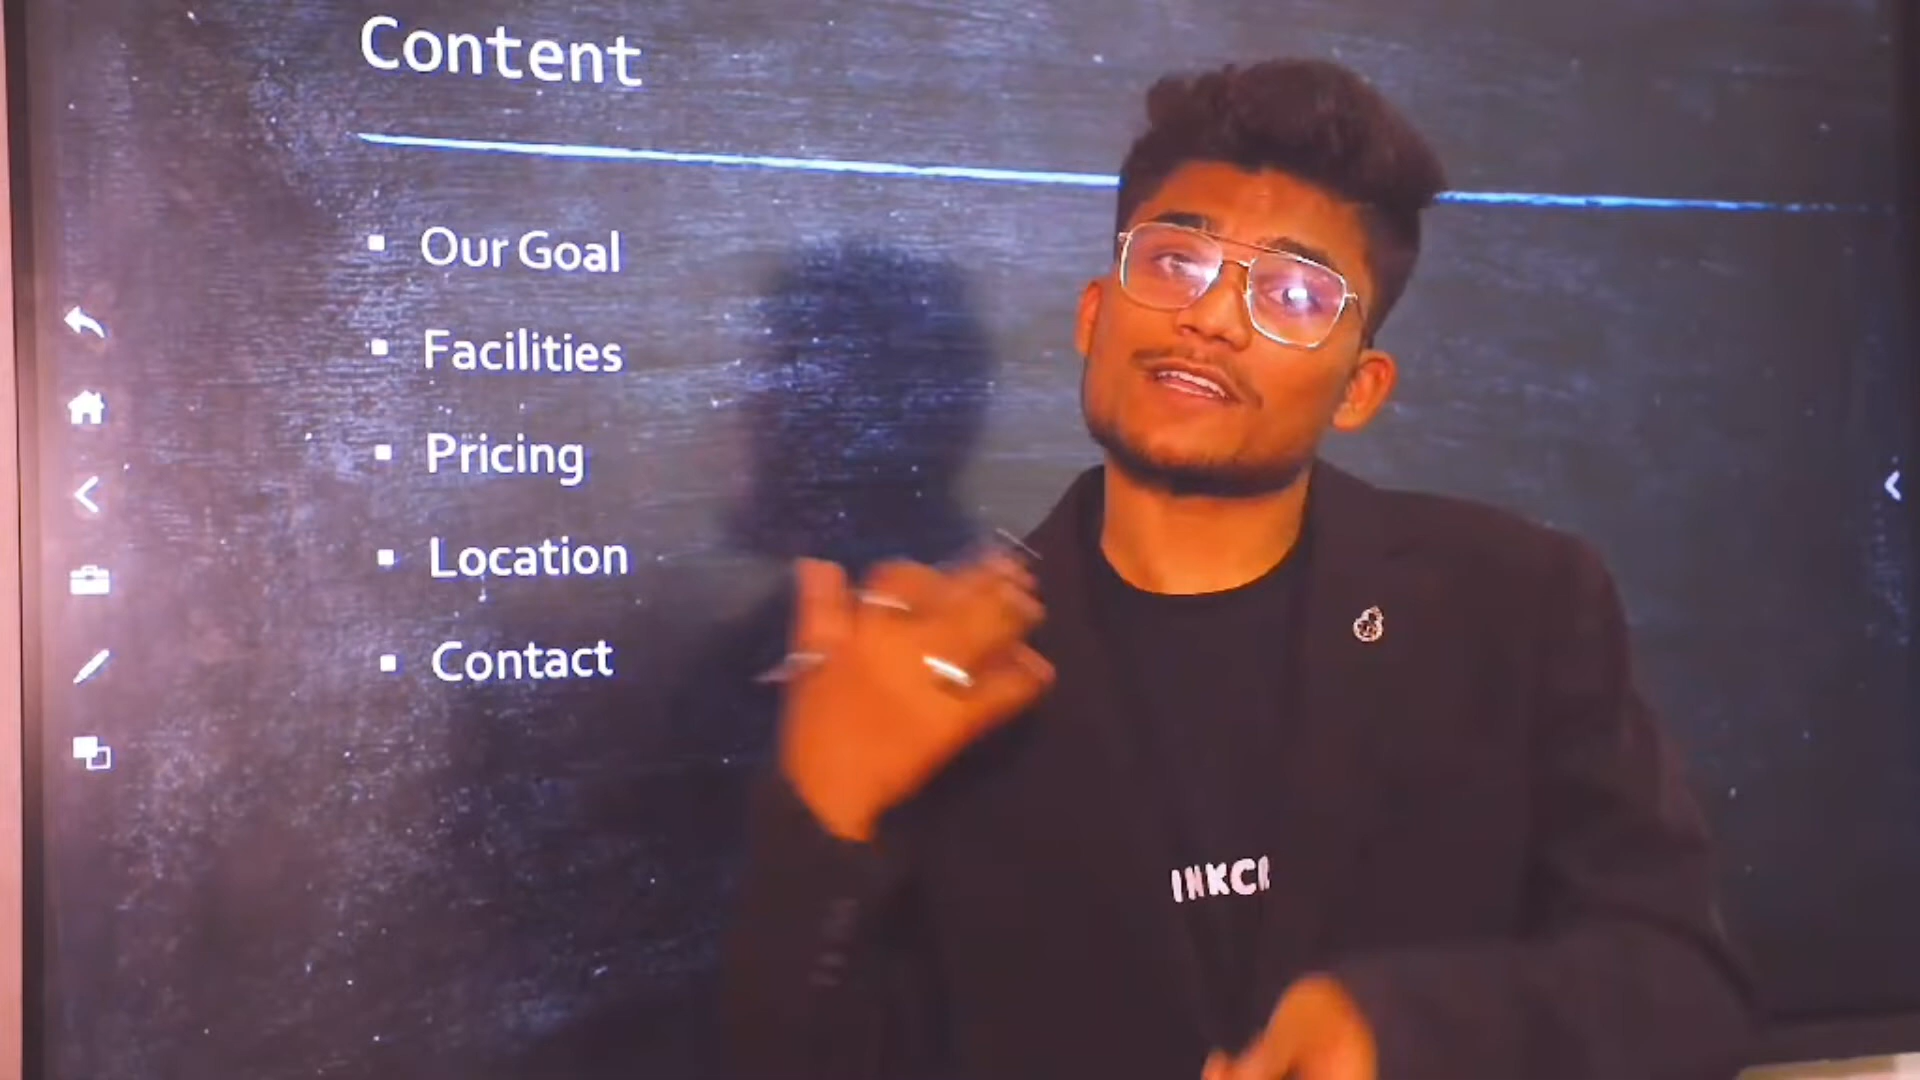 Content
Our Goal
Facilities
Pricing
Location
Contact